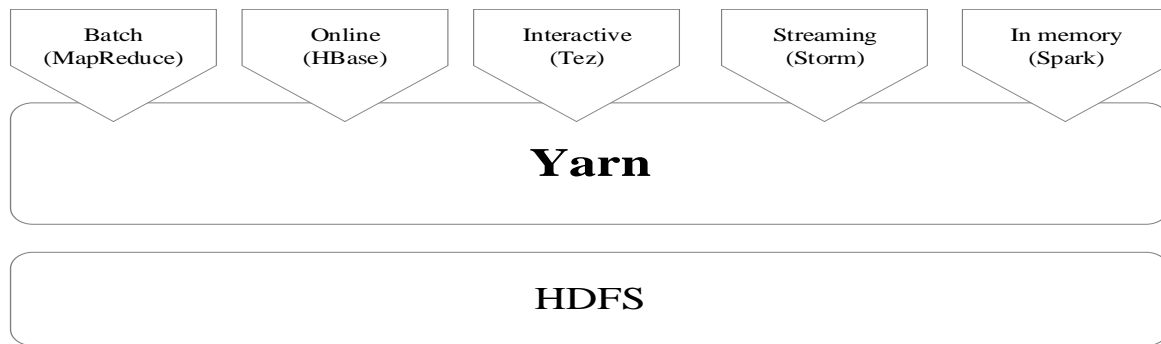 Batch
(MapReduce)
Online
(HBase)
Interactive
(Tez)
Streaming
(Storm)
In memory
(Spark)
Yarn
HDFS